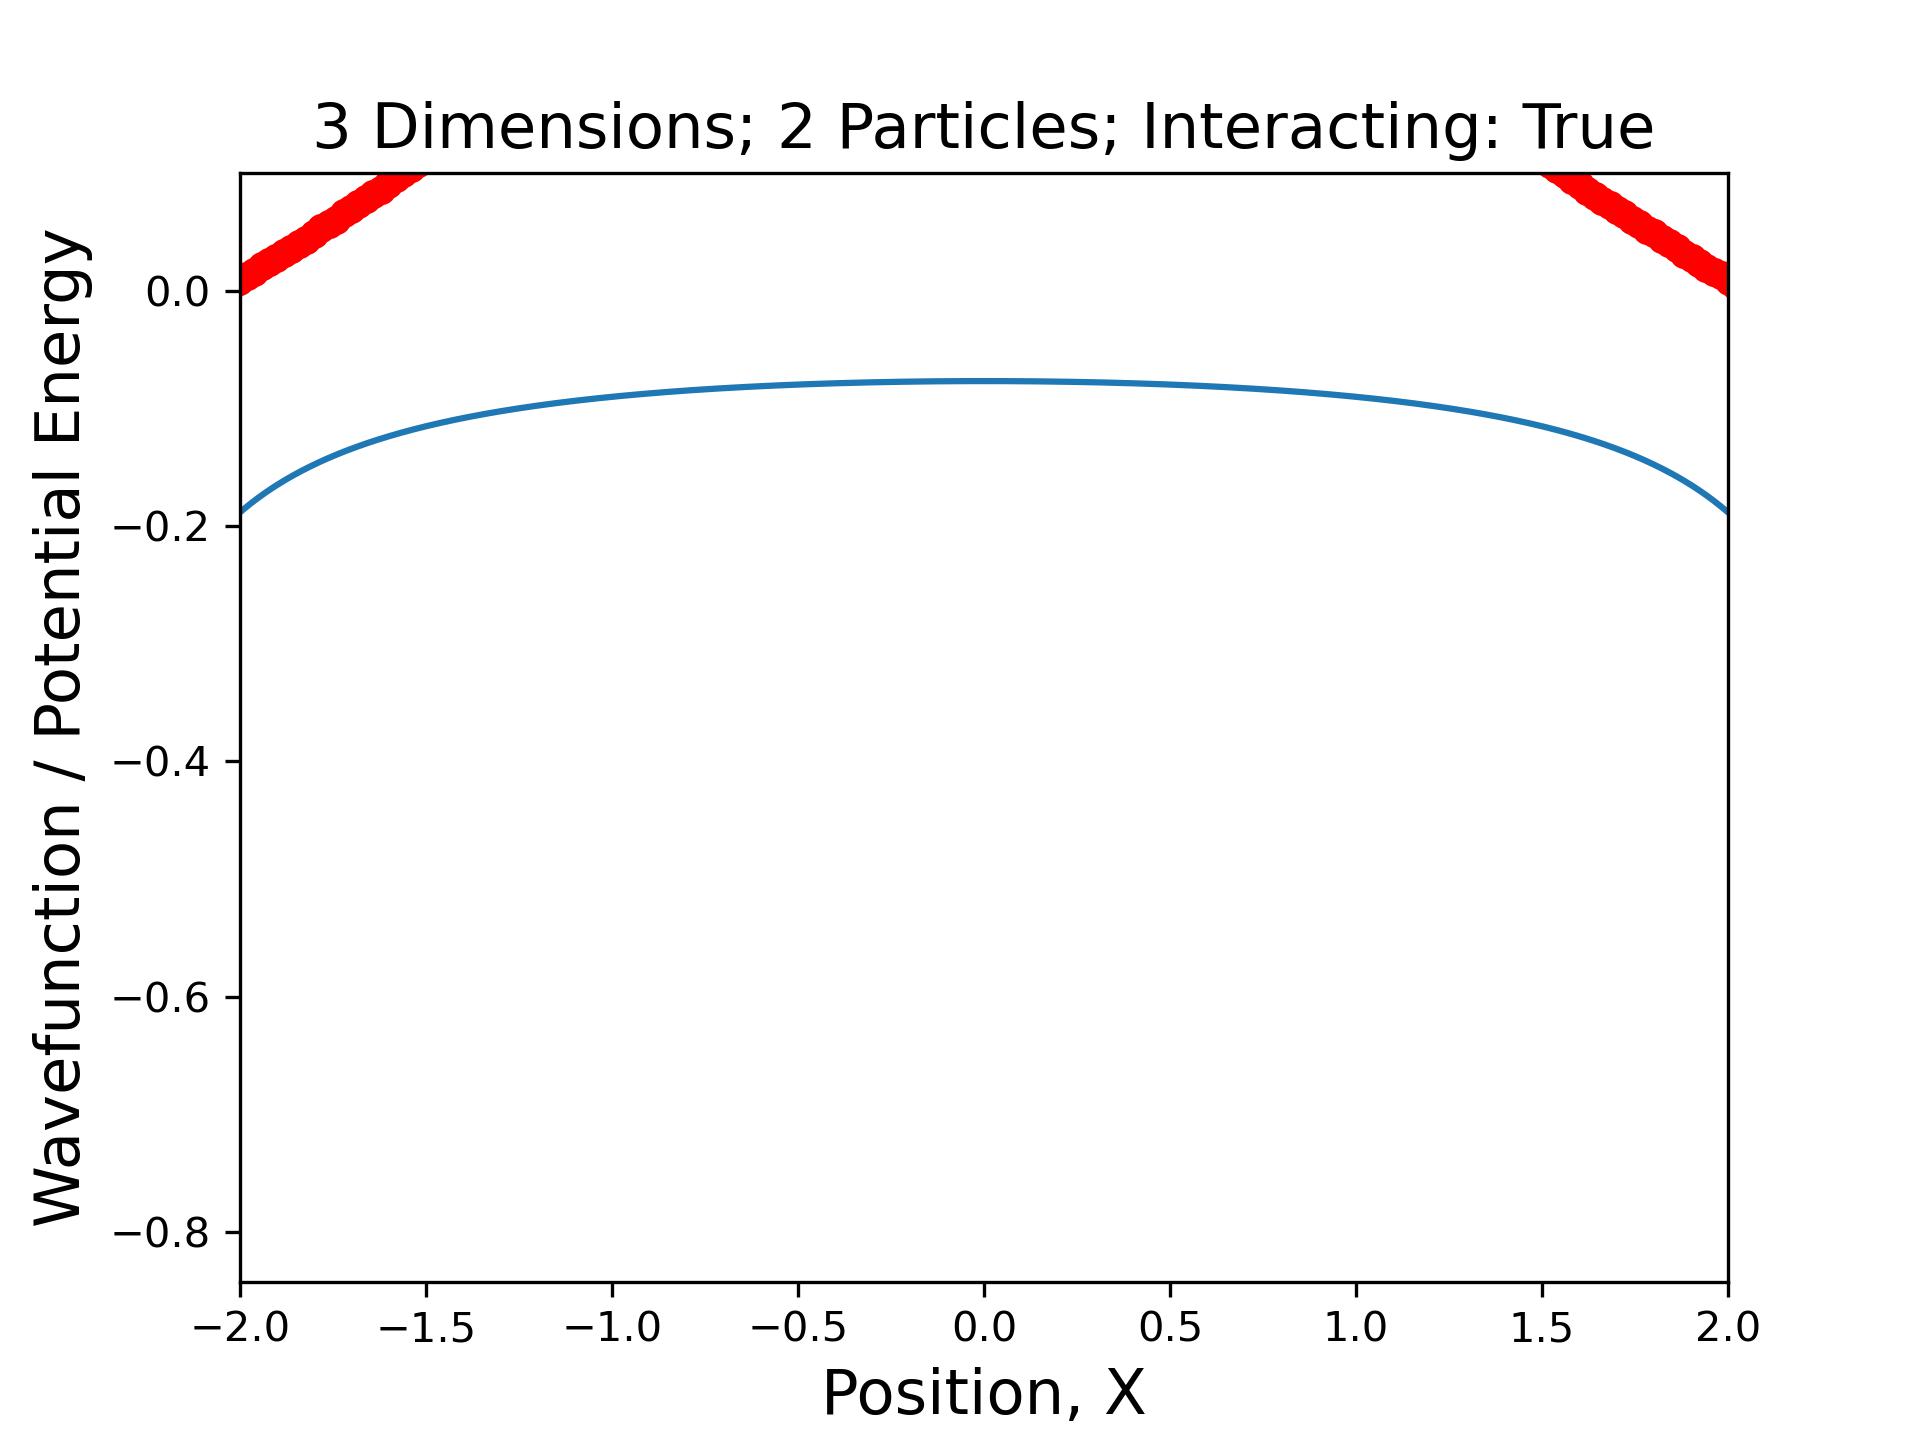 3 Dimensions; 2 Particles; Interacting: True
Wavefunction / Potential Energy
0.0
−0.2
−0.4
−0.6
−0.8
−2.0 −1.5 −1.0 −0.5 0.0 0.5 1.0 1.5 2.0
Position, X